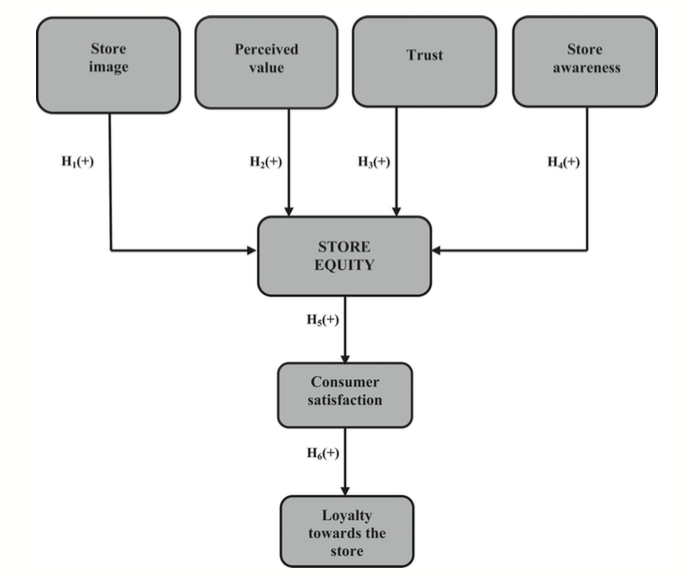 Store
image
Perceived
value
Trust
Store
awareness
H₁(+)
H₂(+)
H₃(+)
H₄(+)
STORE
EQUITY
H₅(+)
Consumer
satisfaction
H₆(+)
Loyalty
towards the
store